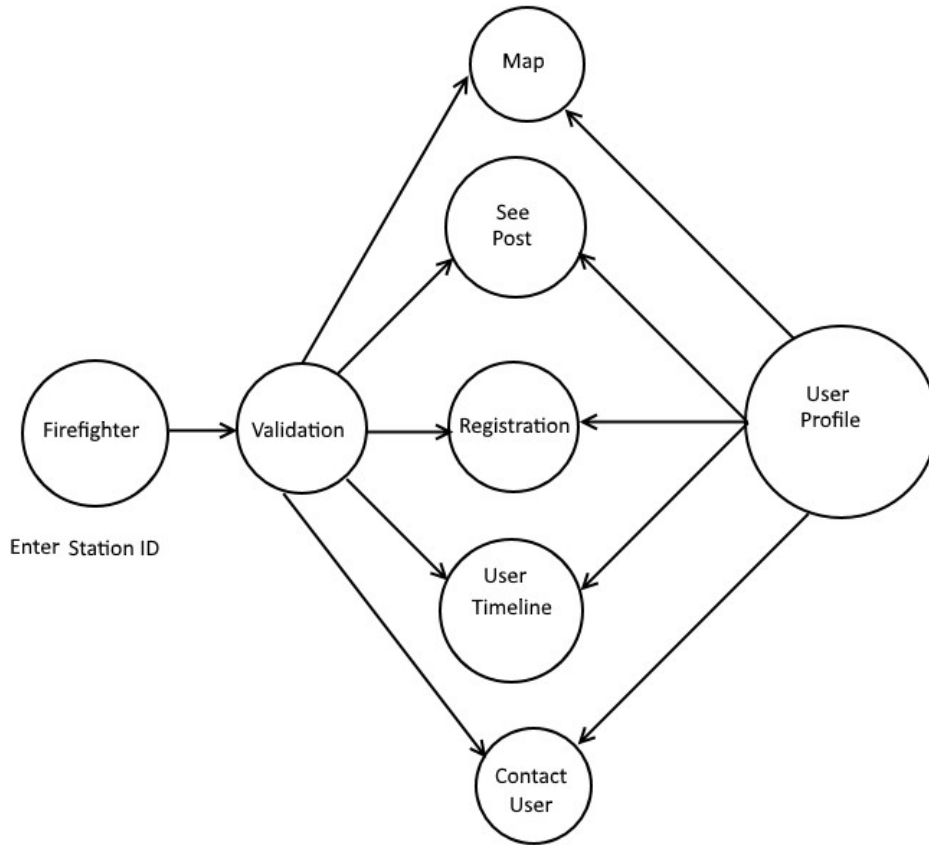 Map
See
Post
Firefighter
Validation
Registration
User
Profile
Enter Station ID
User
Timeline
Contact
User